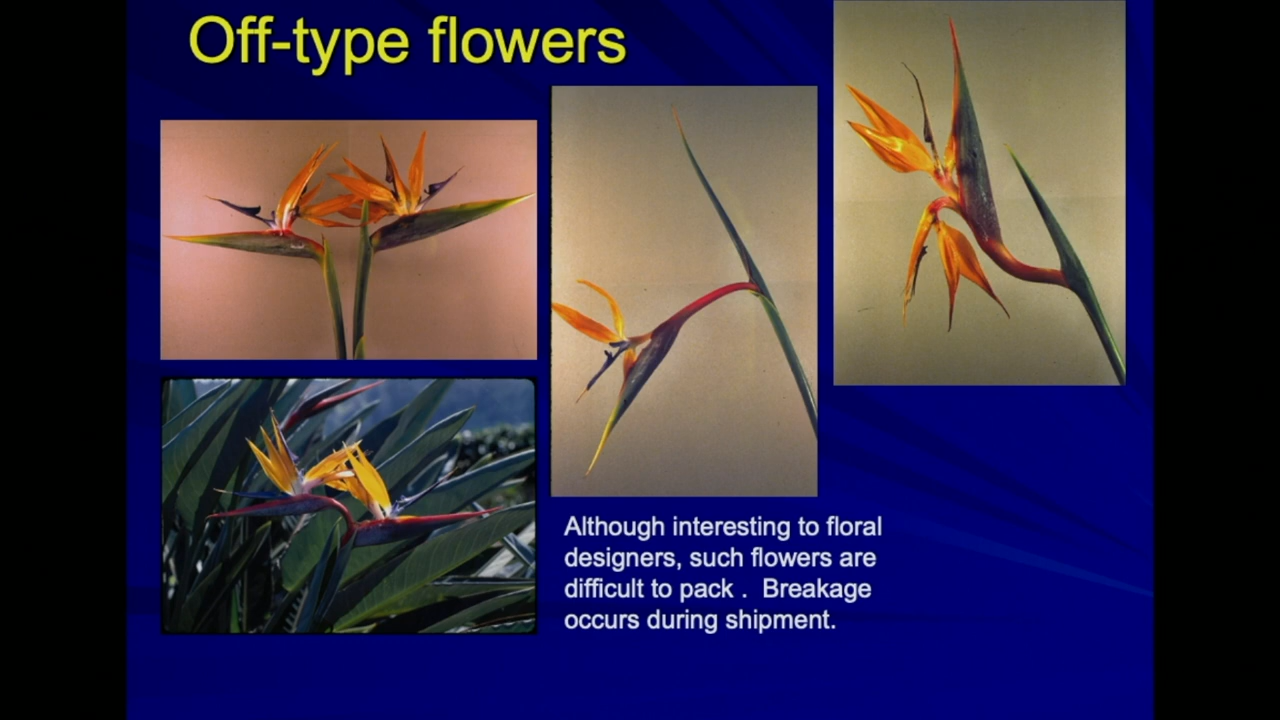 Off-type flowers
Although interesting to floral
designers, such flowers are
difficult to pack . Breakage
occurs during shipment.